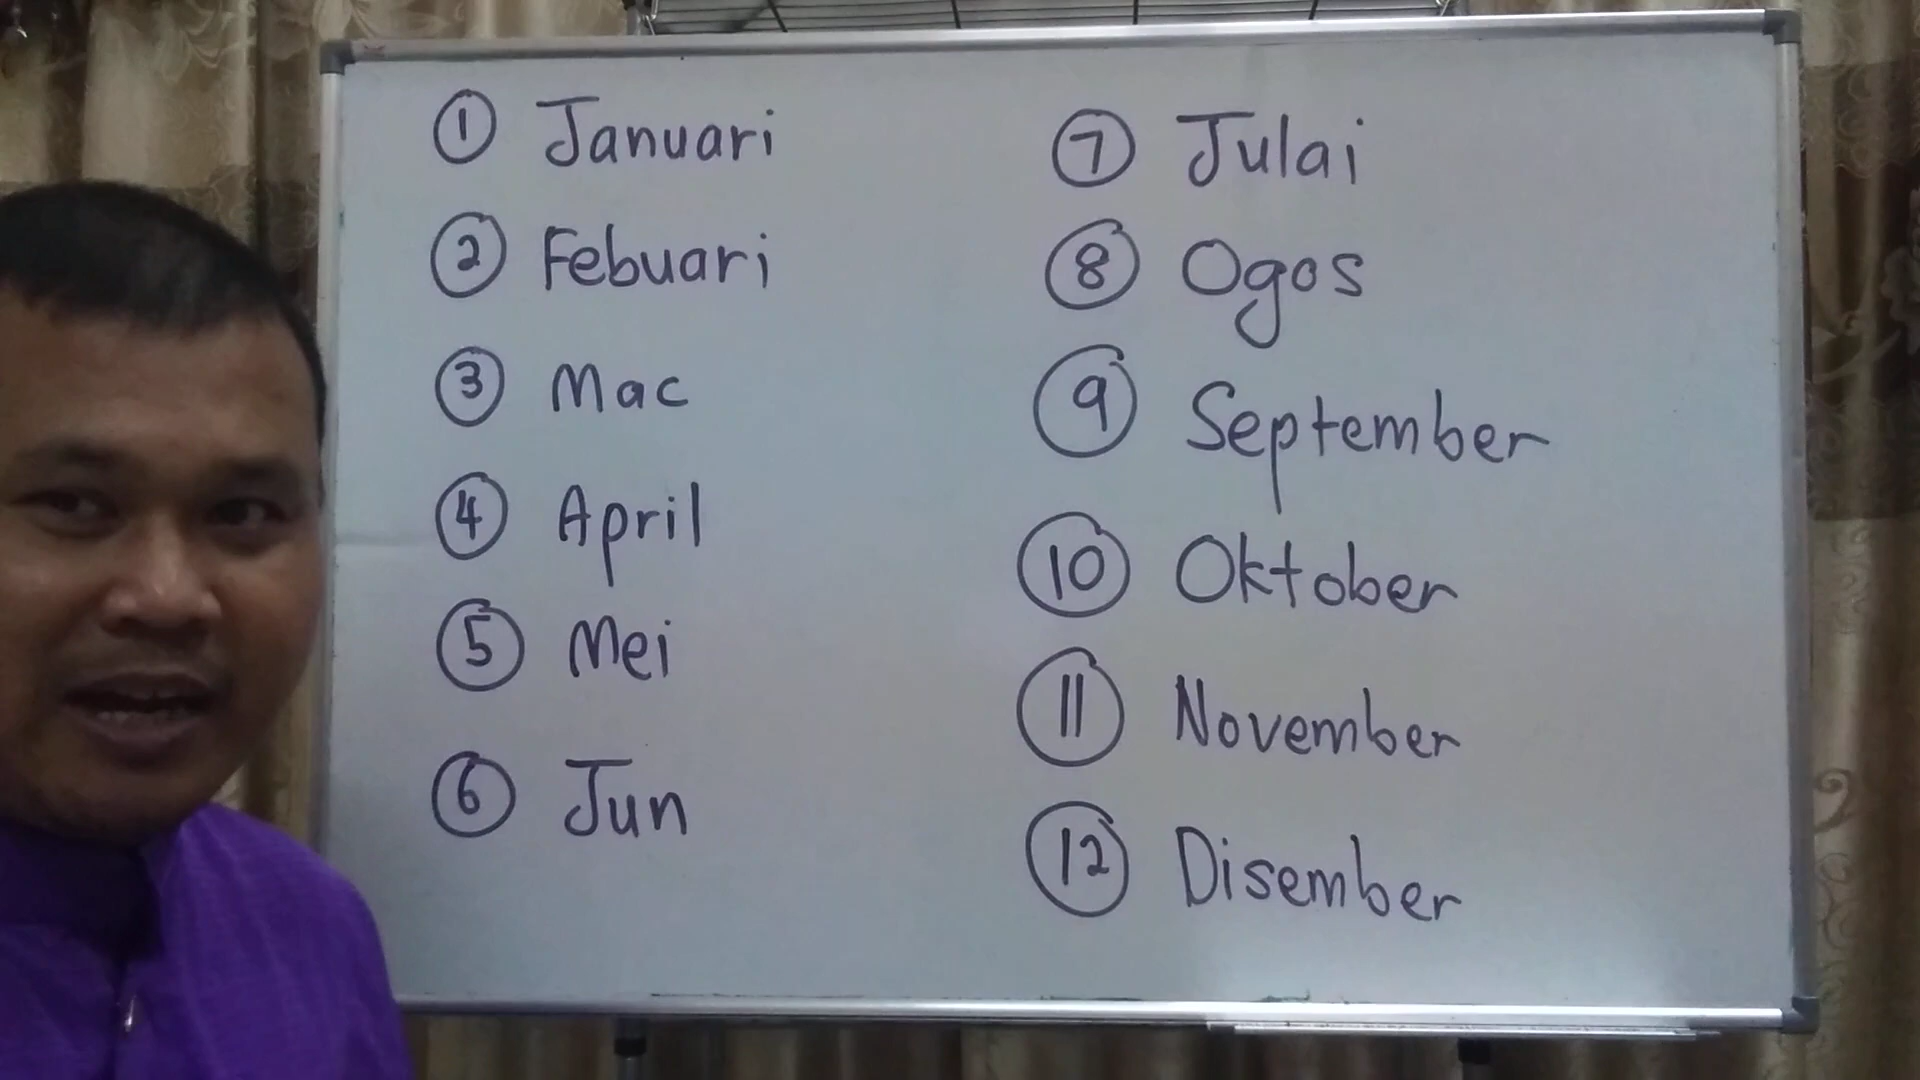 1 Januari
2 Febuari
3 Mac
4 April
5 Mei
6 Jun
7 Julai
8 Ogos
9 September
10 Oktober
11 November
12 Disember